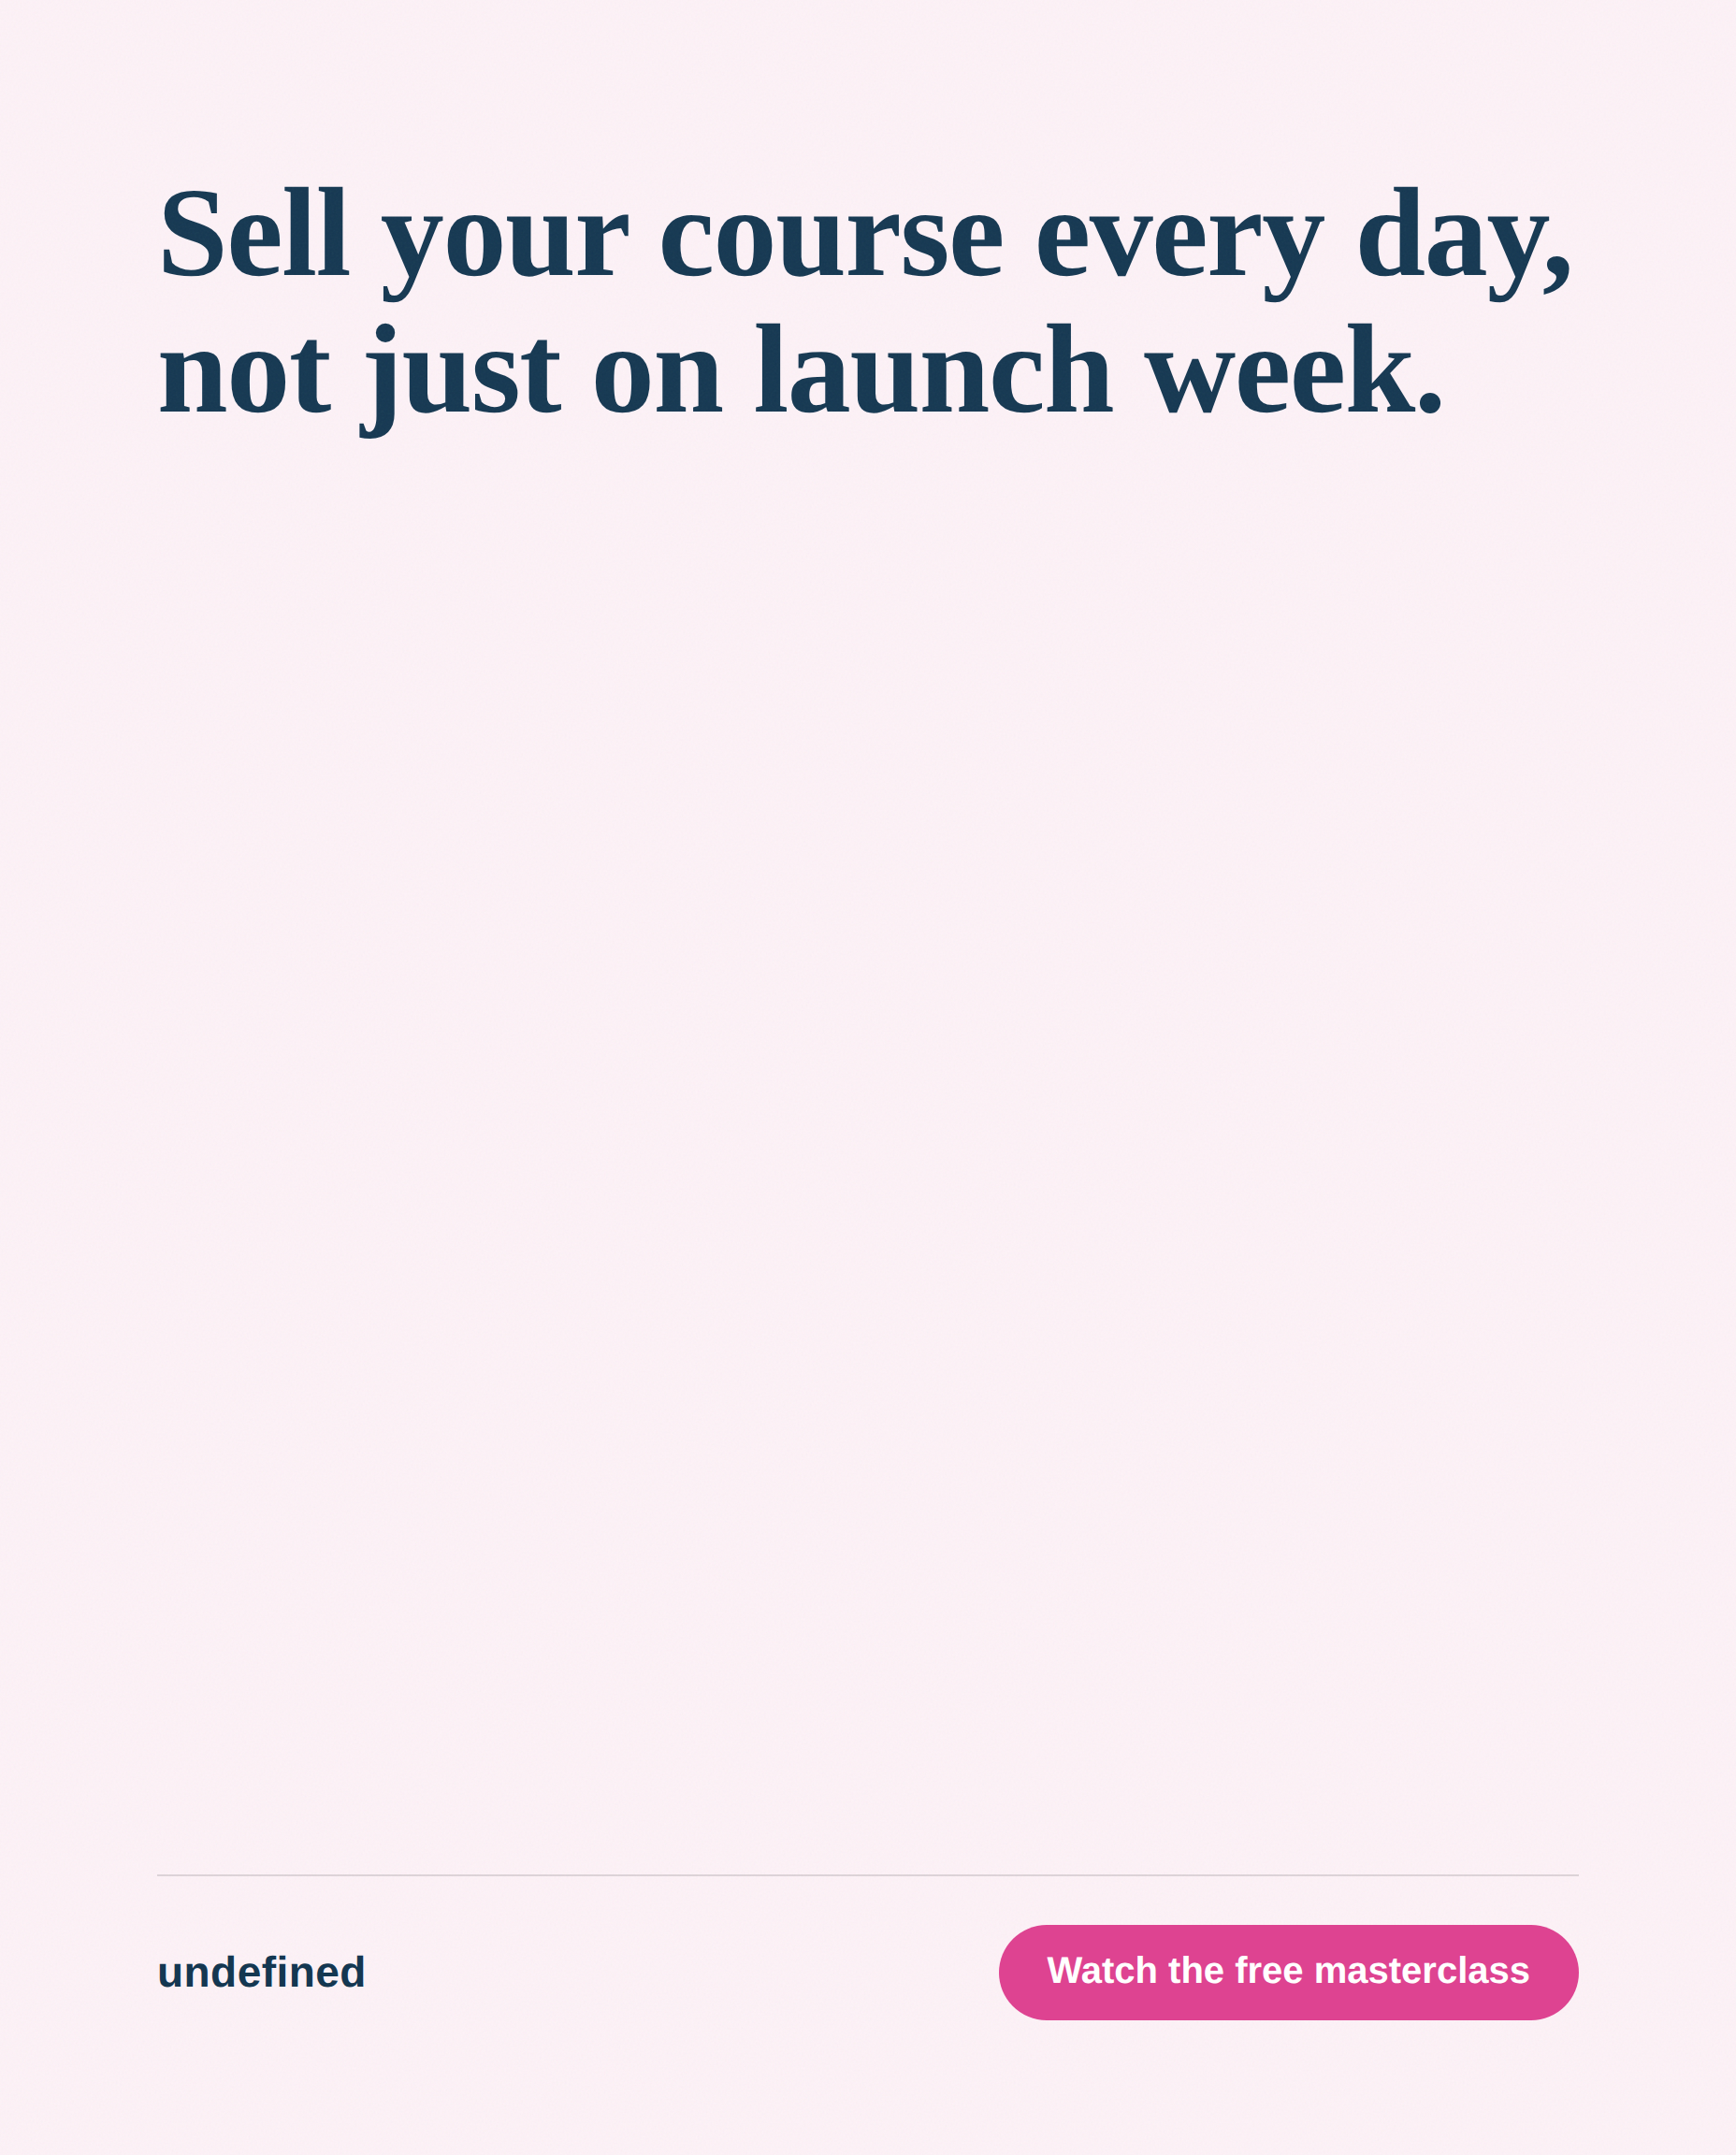 Sell your course every day,
not just on launch week.
undefined
Watch the free masterclass